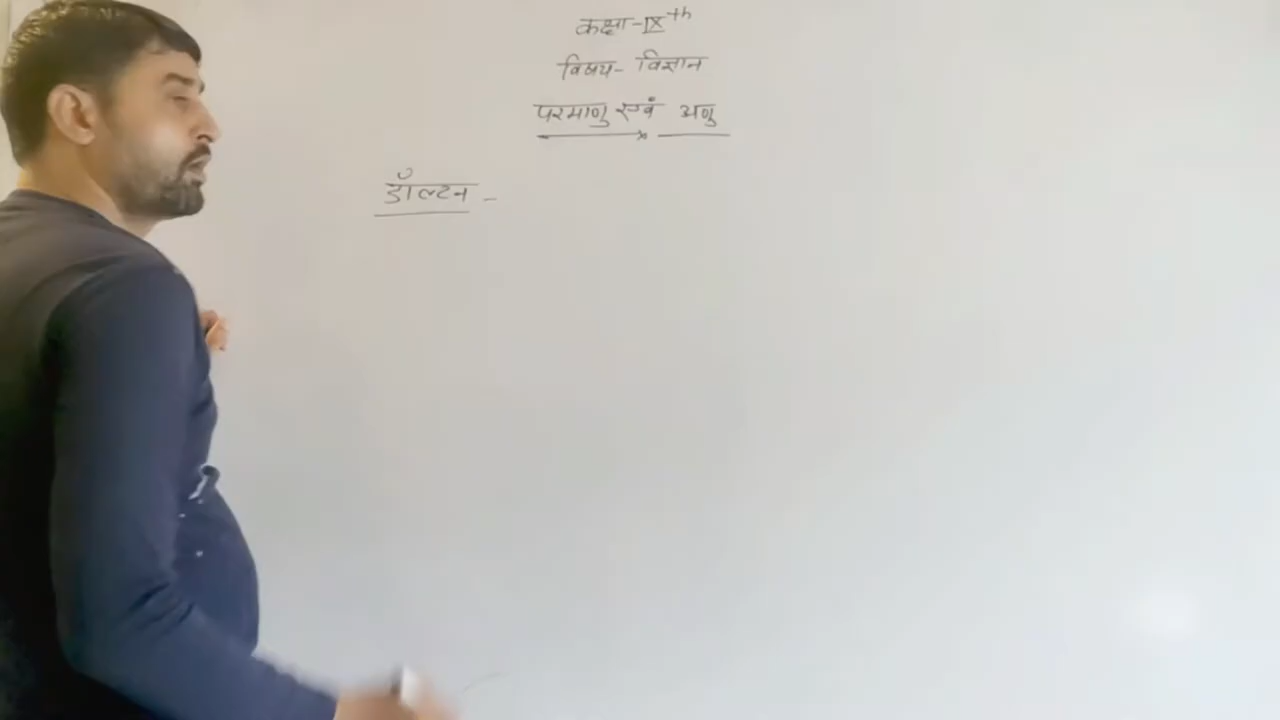 कक्षा-IXth
विषय- विज्ञान
परमाणु एवं अणु
डॉल्टन -